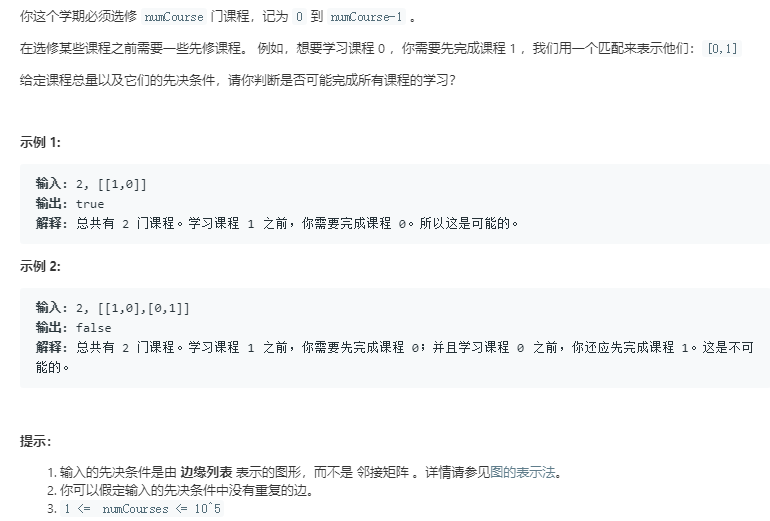 你这个学期必须选修 numCourse 门课程，记为 0 到 numCourse-1 。
在选修某些课程之前需要一些先修课程。 例如，想要学习课程 0 ，你需要先完成课程 1 ，我们用一个匹配来表示他们： [0,1]
给定课程总量以及它们的先决条件，请你判断是否可能完成所有课程的学习？
示例 1:
输入: 2, [[1,0]]
输出: true
解释: 总共有 2 门课程。学习课程 1 之前，你需要完成课程 0。所以这是可能的。
示例 2:
输入: 2, [[1,0],[0,1]]
输出: false
解释: 总共有 2 门课程。学习课程 1 之前，你需要先完成课程 0；并且学习课程 0 之前，你还应先完成课程 1。这是不可
能的。
提示：
1. 输入的先决条件是由 边缘列表 表示的图形，而不是 邻接矩阵 。详情请参见图的表示法。
2. 你可以假定输入的先决条件中没有重复的边。
3. 1 <= numCourses <= 10^5